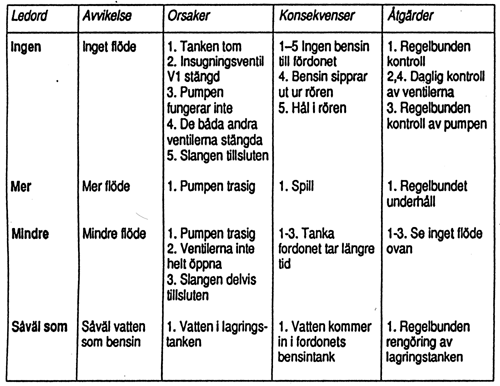 Ledord Avvikelse Orsaker Konsekvenser Åtgärder
Ingen
Inget flöde
1. Tanken tom
2. Insugningsventil
V1 stängd
3. Pumpen
fungerar inte
4. De båda andra
ventilerna stängda
5. Slangen tillsluten
1–5 Ingen bensin
till fördonet
4. Bensin sipprar
ut ur rören
5. Hål i rören
1. Regelbunden
kontroll
2,4. Daglig kontroll
av ventilerna
3. Regelbunden
kontroll av pumpen
Mer
Mer flöde
1. Pumpen trasig
1. Spill
1. Regelbundet
underhåll
Mindre
Mindre flöde
1. Pumpen trasig
2. Ventilerna inte
helt öppna
3. Slangen delvis
tillsluten
1-3. Tanka
fordonet tar längre
tid
1-3. Se inget flöde
ovan
Såväl som
Såväl vatten
som bensin
1. Vatten i lagrings-
tanken
1. Vatten kommer
in i fordonets
bensintank
1. Regelbunden
rengöring av
lagringstanken